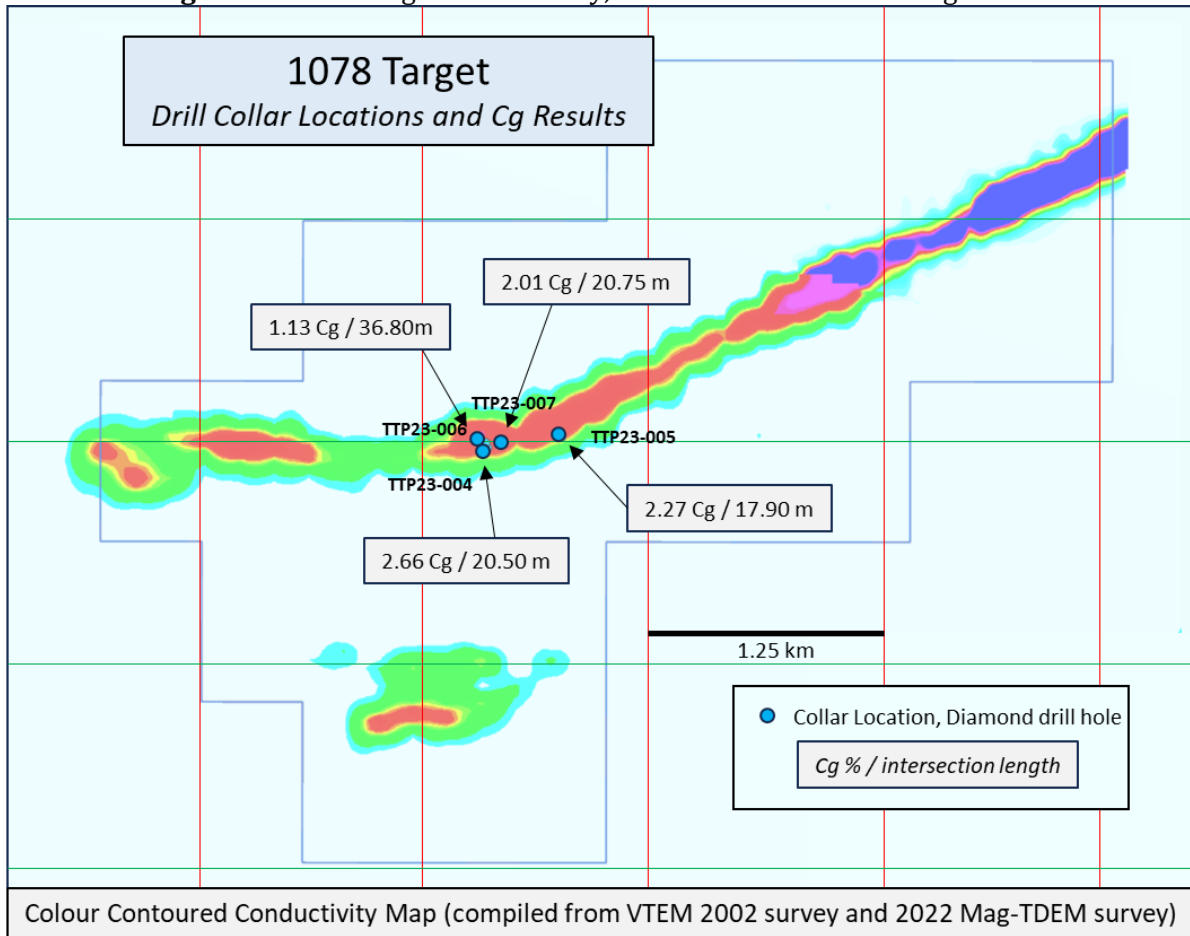 1078 Target
Drill Collar Locations and Cg Results
2.01 Cg / 20.75 m
1.13 Cg / 36.80m
TTP23-007
TTP23-006
TTP23-005
TTP23-004
2.27 Cg / 17.90 m
2.66 Cg / 20.50 m
1.25 km
Collar Location, Diamond drill hole
Cg % / intersection length
Colour Contoured Conductivity Map (compiled from VTEM 2002 survey and 2022 Mag-TDEM survey)